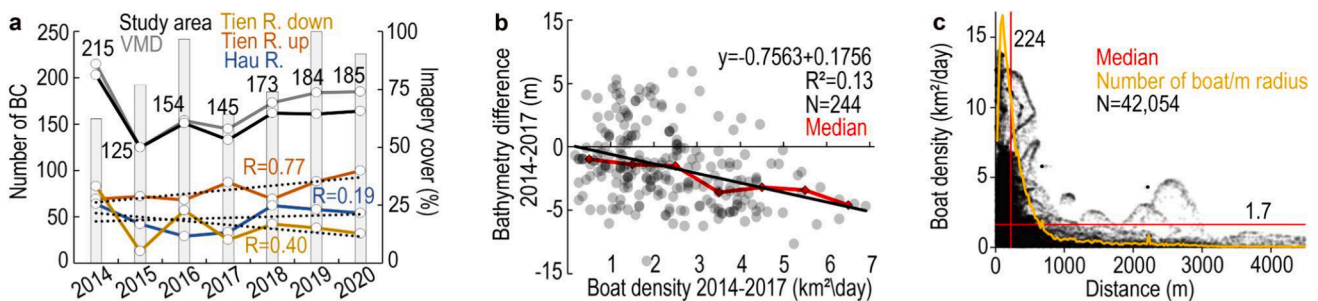 a
Study area
VMD
Tien R. down
Tien R. up
Hau R.
Number of BC
250
200
150
100
50
0
215
125
154
145
173
184
185
R=0.77
R=0.19
R=0.40
100
75
50
25
0
Imagery cover (%)
2014 2015 2016 2017 2018 2019 2020
b
Bathymetry difference
2014-2017 (m)
15
5
0
-5
-15
y=-0.7563+0.1756
R²=0.13
N=244
Median
1 2 3 4 5 6 7
Boat density 2014-2017 (km²\day)
c
Boat density (km²/day)
15
10
5
0
224
Median
Number of boat/m radius
N=42,054
1.7
0 1000 2000 3000 4000
Distance (m)